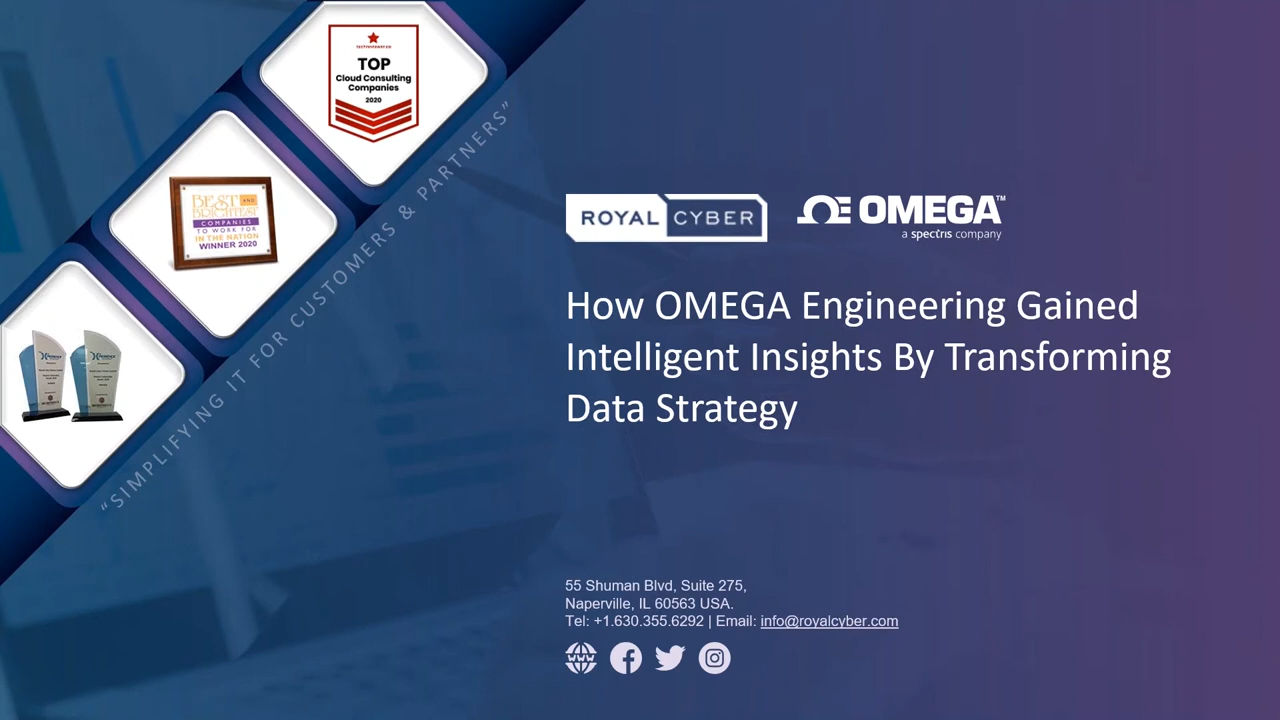 TOP
Cloud Consulting
Companies
2020
BEST AND
BRIGHTEST
COMPANIES
TO WORK FOR
IN THE NATION
WINNER 2020
“SIMPLIFYING IT FOR CUSTOMERS & PARTNERS”
ROYAL CYBER
OMEGA™
a spectris company
How OMEGA Engineering Gained
Intelligent Insights By Transforming
Data Strategy
55 Shuman Blvd, Suite 275,
Naperville, IL 60563 USA.
Tel: +1.630.355.6292 | Email: info@royalcyber.com